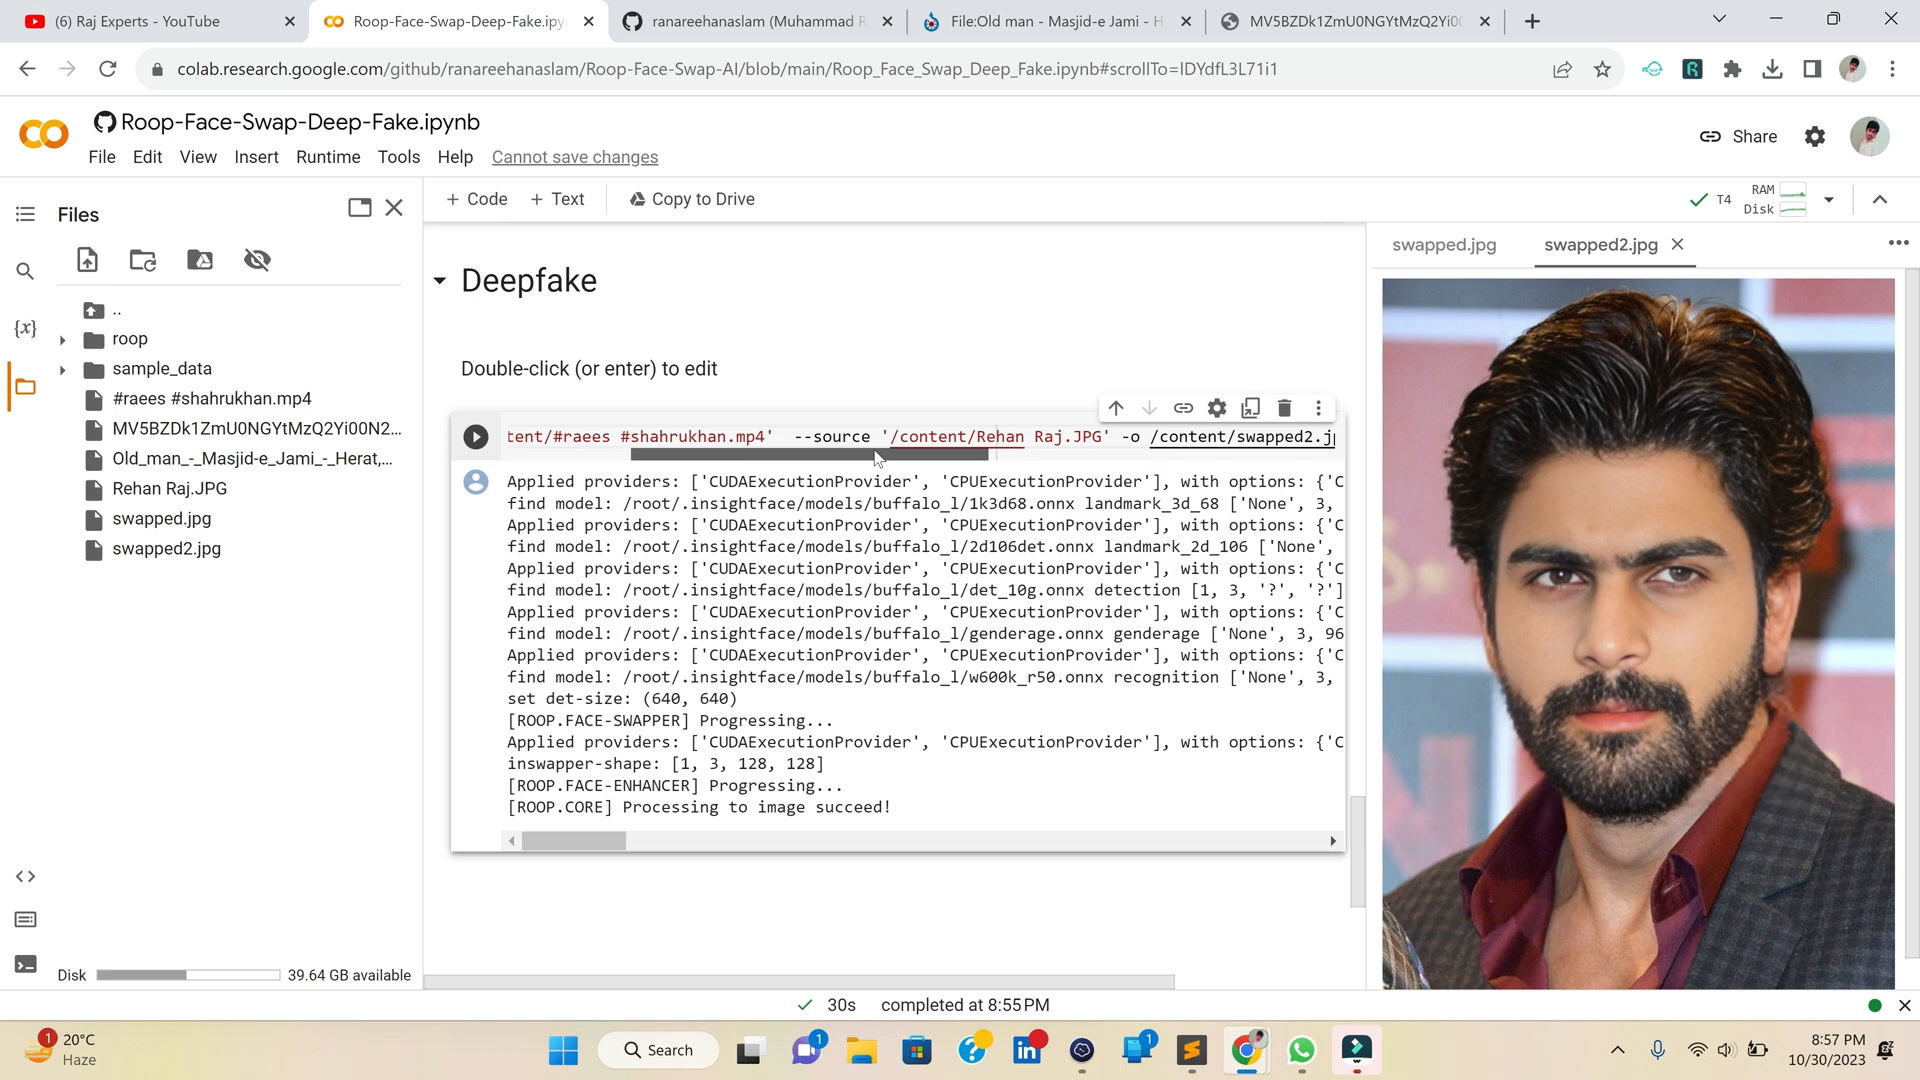 (6) Raj Experts - YouTube
Roop-Face-Swap-Deep-Fake.ipy
ranareehanaslam (Muhammad R
File:Old man - Masjid-e Jami - H
MV5BZDk1ZmU0NGYtMzQ2Yi00
colab.research.google.com/github/ranareehanaslam/Roop-Face-Swap-AI/blob/main/Roop_Face_Swap_Deep_Fake.ipynb#scrollTo=lDYdfL3L71i1
Roop-Face-Swap-Deep-Fake.ipynb
File Edit View Insert Runtime Tools Help Cannot save changes
Share
Files
+ Code + Text Copy to Drive
T4 RAM
Disk
{x}
..
roop
sample_data
#raees #shahrukhan.mp4
MV5BZDk1ZmU0NGYtMzQ2Yi00N2...
Old_man_-_Masjid-e_Jami_-_Herat,...
Rehan Raj.JPG
swapped.jpg
swapped2.jpg
Disk 39.64 GB available
Deepfake
Double-click (or enter) to edit
tent/#raees #shahrukhan.mp4' --source '/content/Rehan Raj.JPG' -o /content/swapped2.j
Applied providers: ['CUDAExecutionProvider', 'CPUExecutionProvider'], with options: {'C
find model: /root/.insightface/models/buffalo_l/1k3d68.onnx landmark_3d_68 ['None', 3,
Applied providers: ['CUDAExecutionProvider', 'CPUExecutionProvider'], with options: {'C
find model: /root/.insightface/models/buffalo_l/2d106det.onnx landmark_2d_106 ['None',
Applied providers: ['CUDAExecutionProvider', 'CPUExecutionProvider'], with options: {'C
find model: /root/.insightface/models/buffalo_l/det_10g.onnx detection [1, 3, '?', '?']
Applied providers: ['CUDAExecutionProvider', 'CPUExecutionProvider'], with options: {'C
find model: /root/.insightface/models/buffalo_l/genderage.onnx genderage ['None', 3, 96
Applied providers: ['CUDAExecutionProvider', 'CPUExecutionProvider'], with options: {'C
find model: /root/.insightface/models/buffalo_l/w600k_r50.onnx recognition ['None', 3,
set det-size: (640, 640)
[ROOP.FACE-SWAPPER] Progressing...
Applied providers: ['CUDAExecutionProvider', 'CPUExecutionProvider'], with options: {'C
inswapper-shape: [1, 3, 128, 128]
[ROOP.FACE-ENHANCER] Progressing...
[ROOP.CORE] Processing to image succeed!
swapped.jpg swapped2.jpg
30s completed at 8:55 PM
1
20°C
Haze
Search
1
1
8:57 PM
10/30/2023